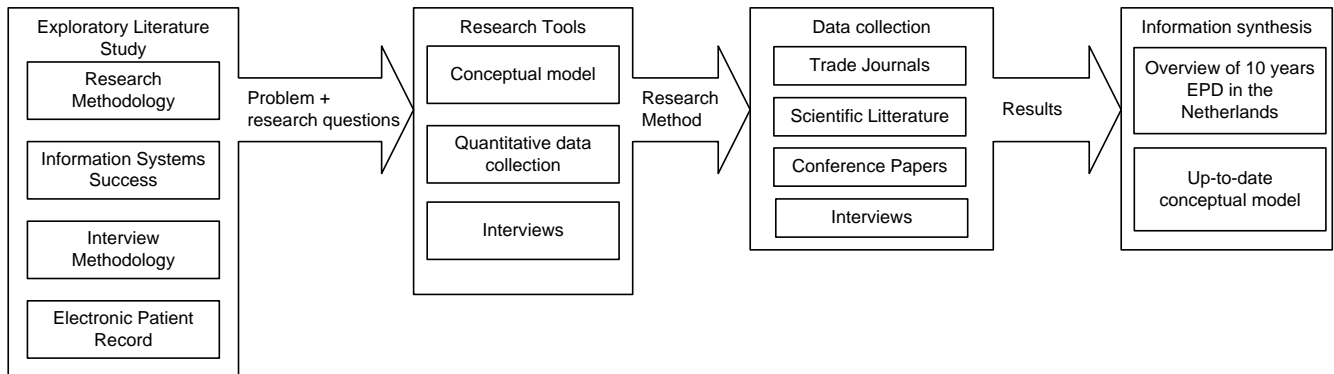 Exploratory Literature
Study
Research
Methodology
Information Systems
Success
Interview
Methodology
Electronic Patient
Record
Problem +
research questions
Research Tools
Conceptual model
Quantitative data
collection
Interviews
Research
Method
Data collection
Trade Journals
Scientific Litterature
Conference Papers
Interviews
Results
Information synthesis
Overview of 10 years
EPD in the
Netherlands
Up-to-date
conceptual model